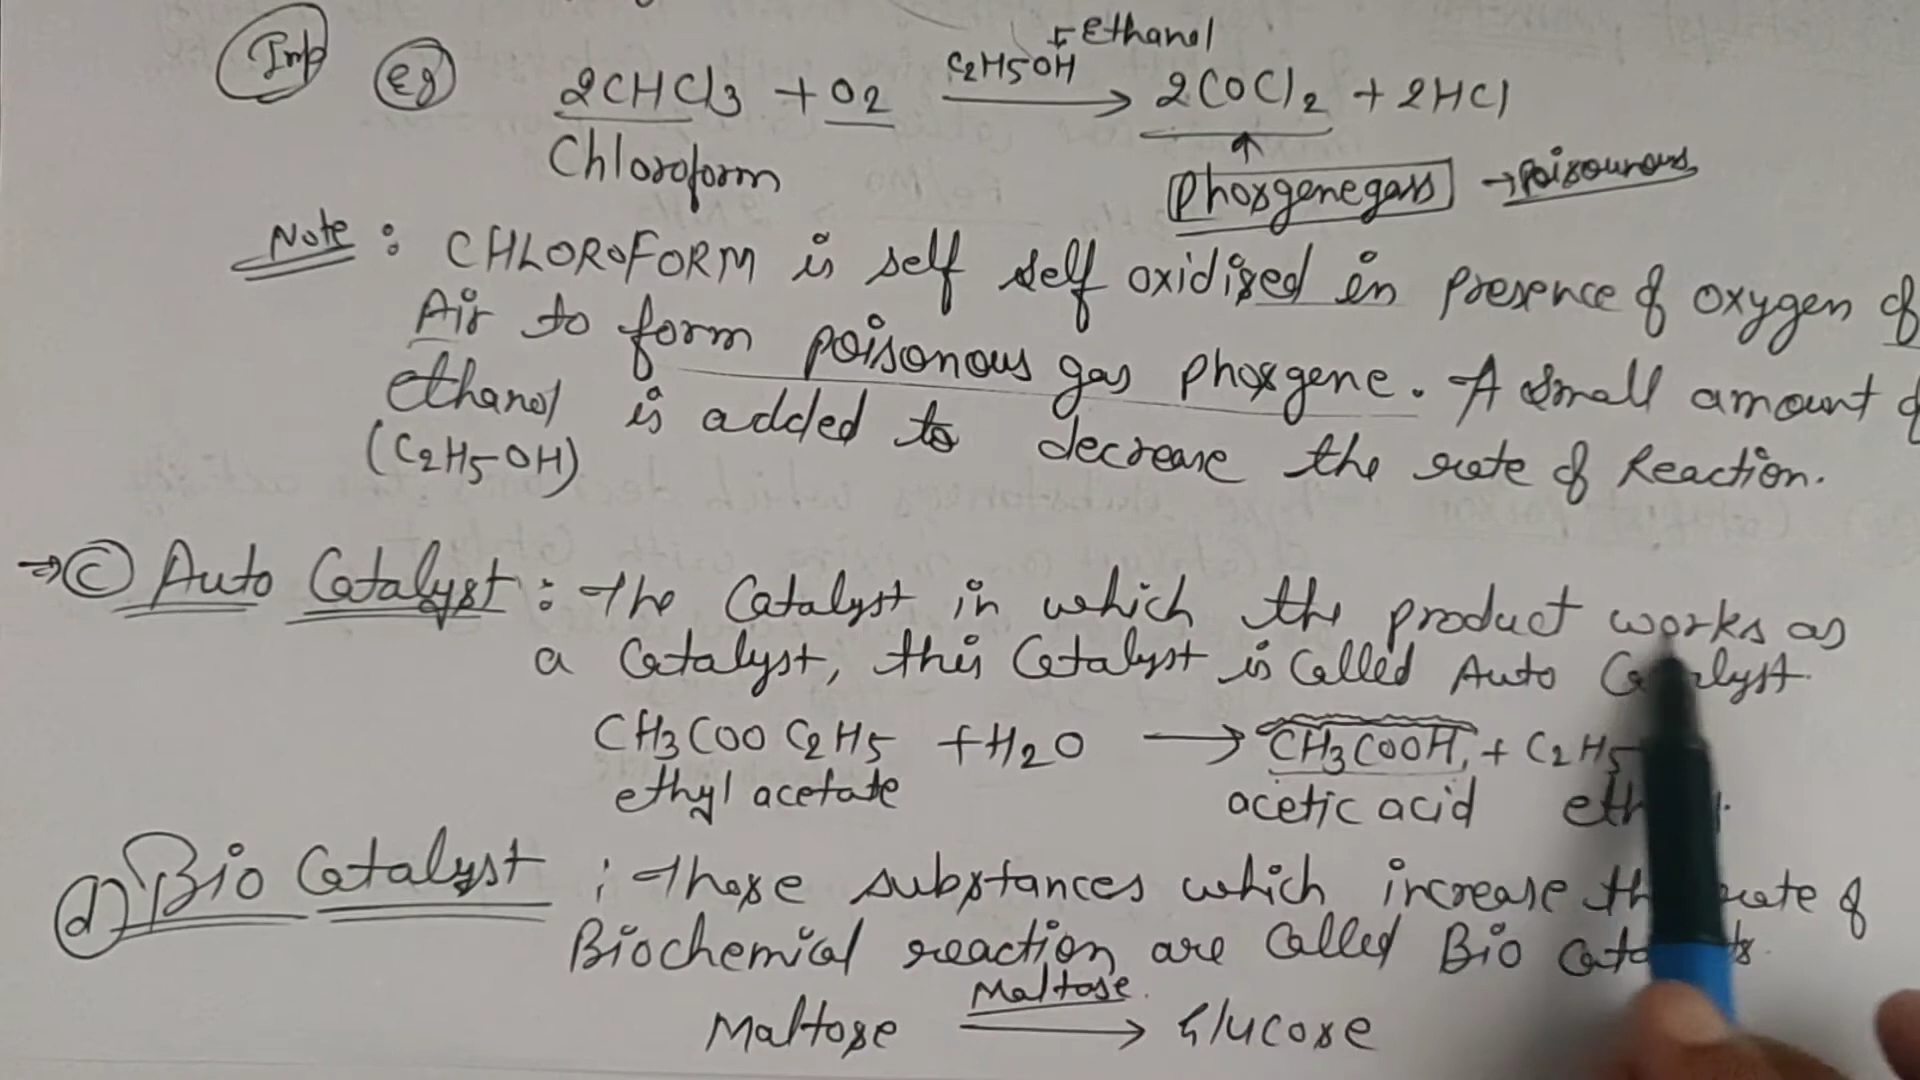 Imp Eg 2CHCl3 + O2 C2H5OH ← Ethanol → 2COCl2 + 2HCl
Chloroform Phosgene gas → Poisounous
Note : CHLOROFORM is self self oxidised in presence of oxygen of
Air to form poisonous gas phosgene. A small amount of
ethanol is added to decrease the rate of Reaction.
(C2H5-OH)
→ (C) Auto Catalyst : The Catalyst in which the product works as
a Catalyst, this Catalyst is called Auto Catalyst.
CH3COO C2H5 + H2O → CH3COOH + C2H5
ethyl acetate acetic acid
(d) Bio Catalyst : Those substances which increase the rate of
Biochemical reaction are called Bio
Maltose Maltase → Glucose